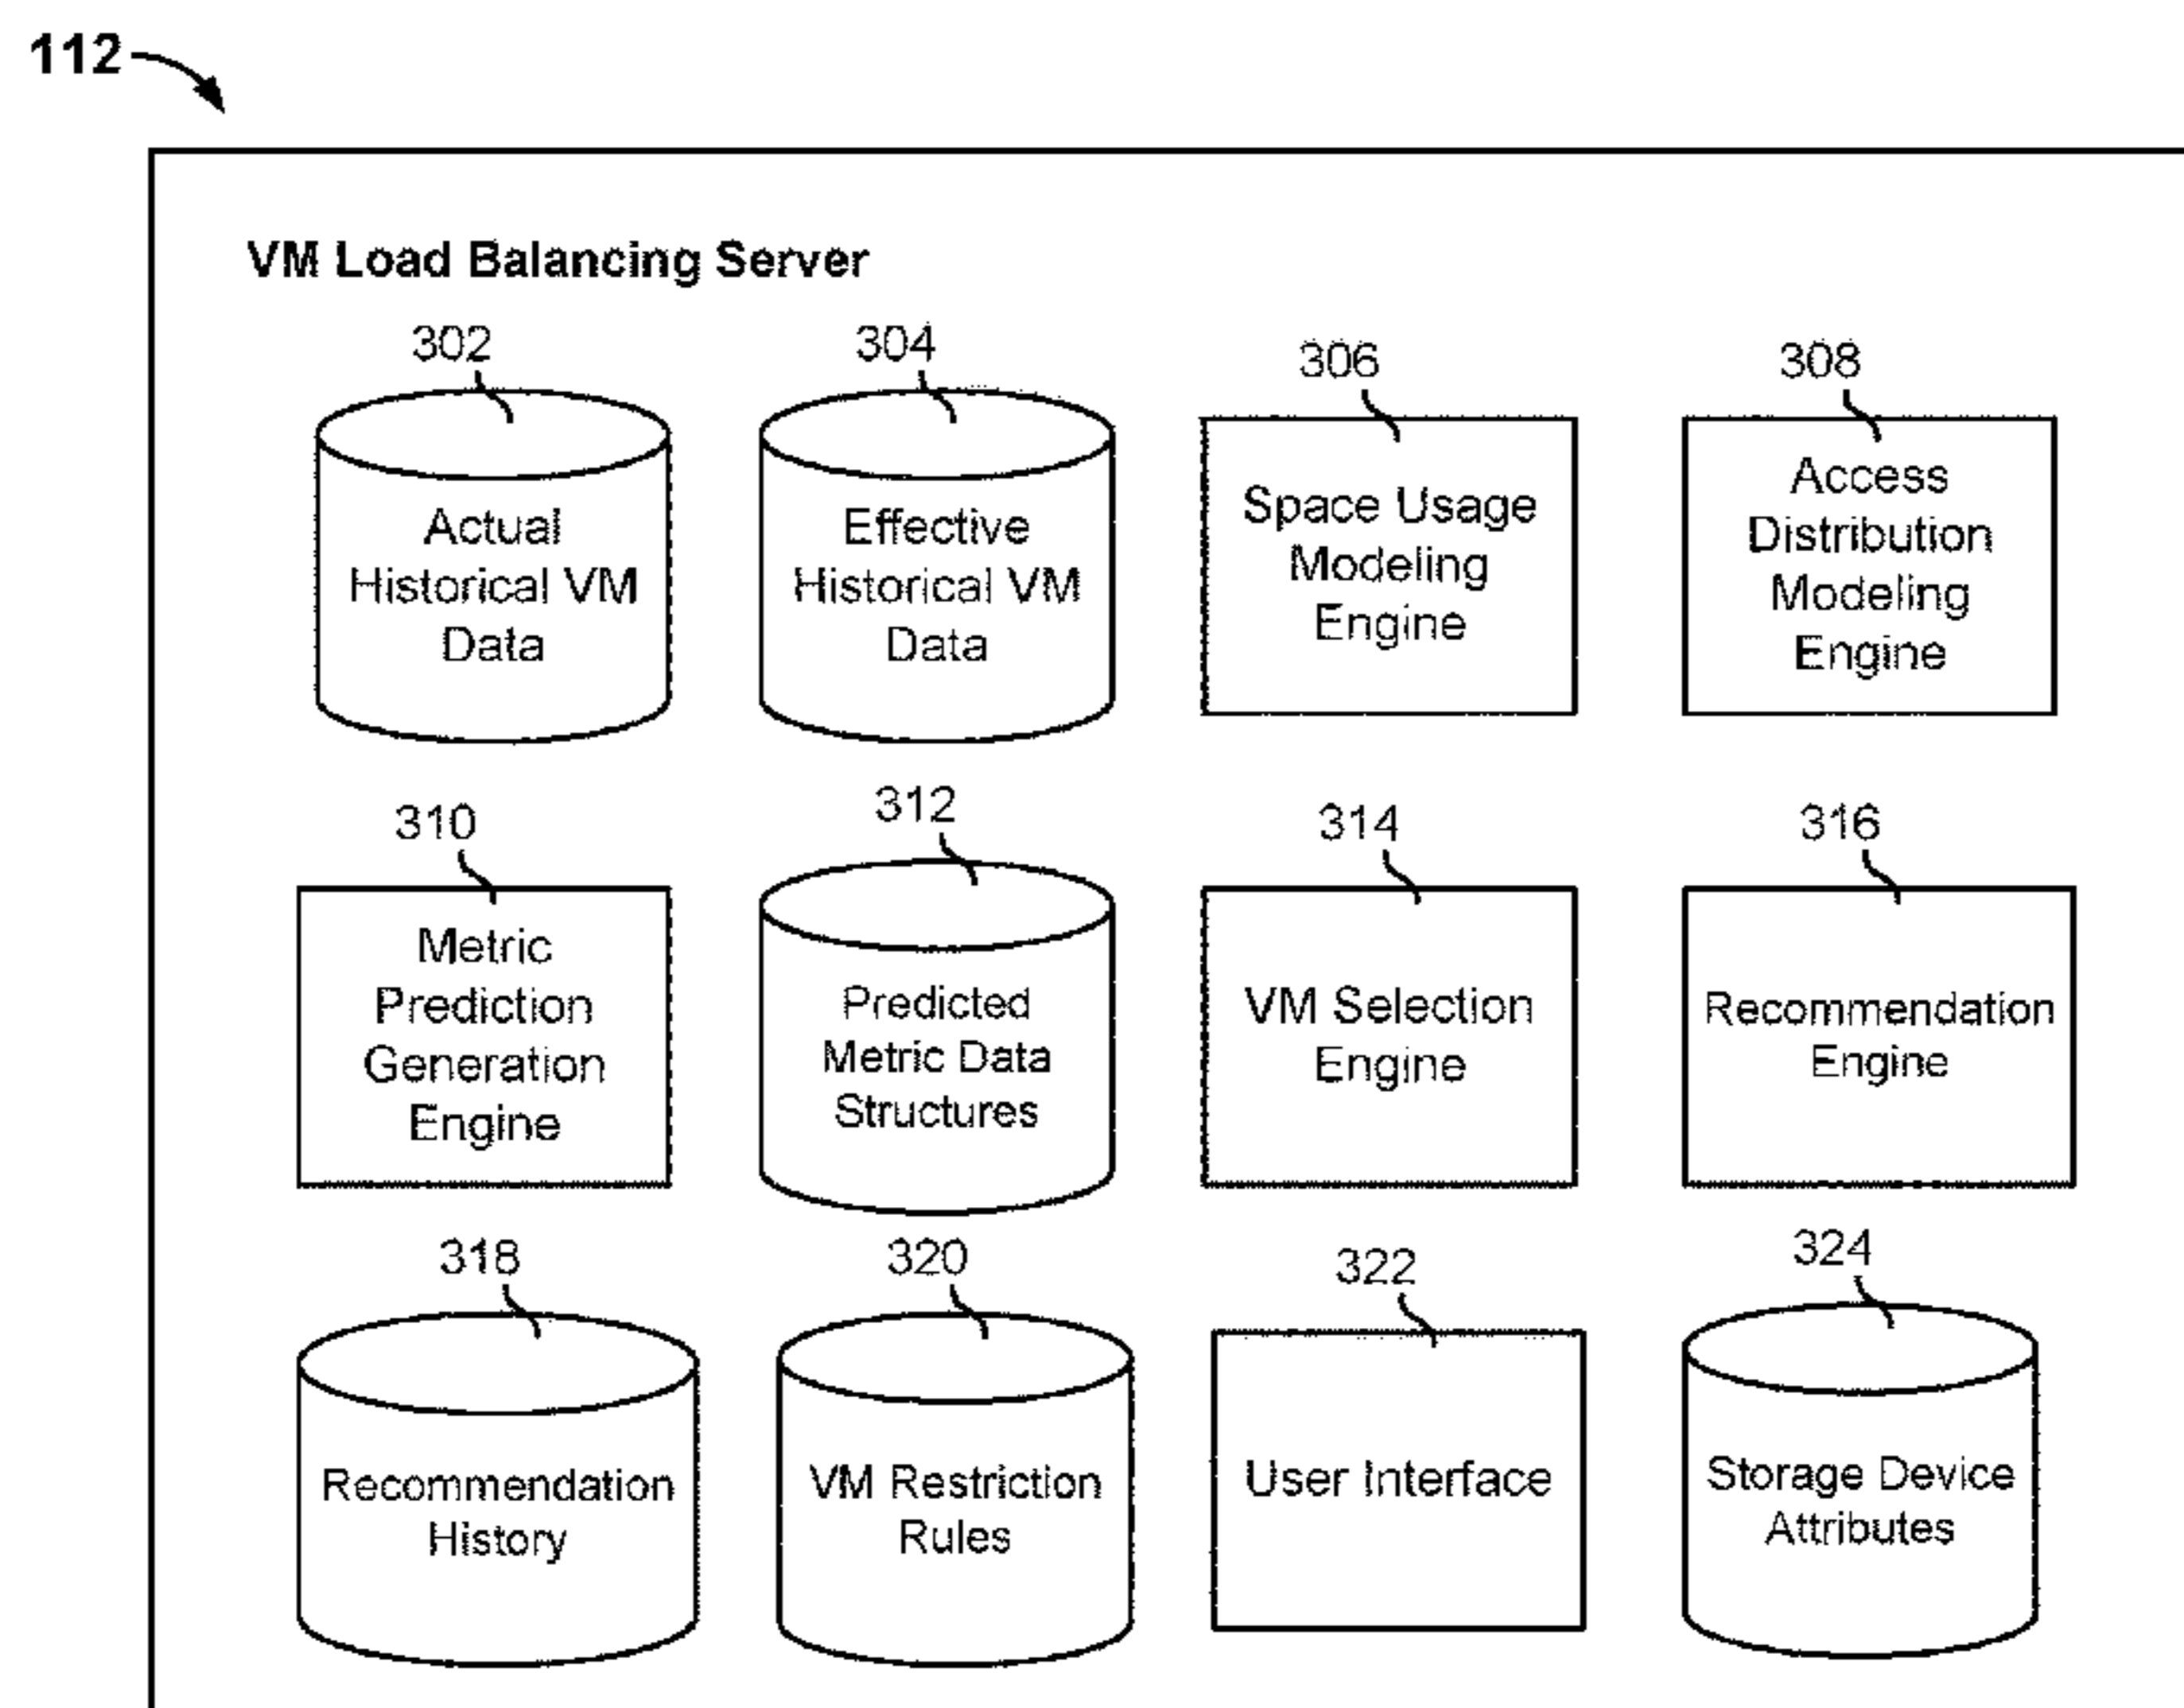 112
VM Load Balancing Server
302
304
306
308
Actual
Historical VM
Data
Effective
Historical VM
Data
Space Usage
Modeling
Engine
Access
Distribution
Modeling
Engine
310
312
314
316
Metric
Prediction
Generation
Engine
Predicted
Metric Data
Structures
VM Selection
Engine
Recommendation
Engine
318
320
322
324
Recommendation
History
VM Restriction
Rules
User Interface
Storage Device
Attributes